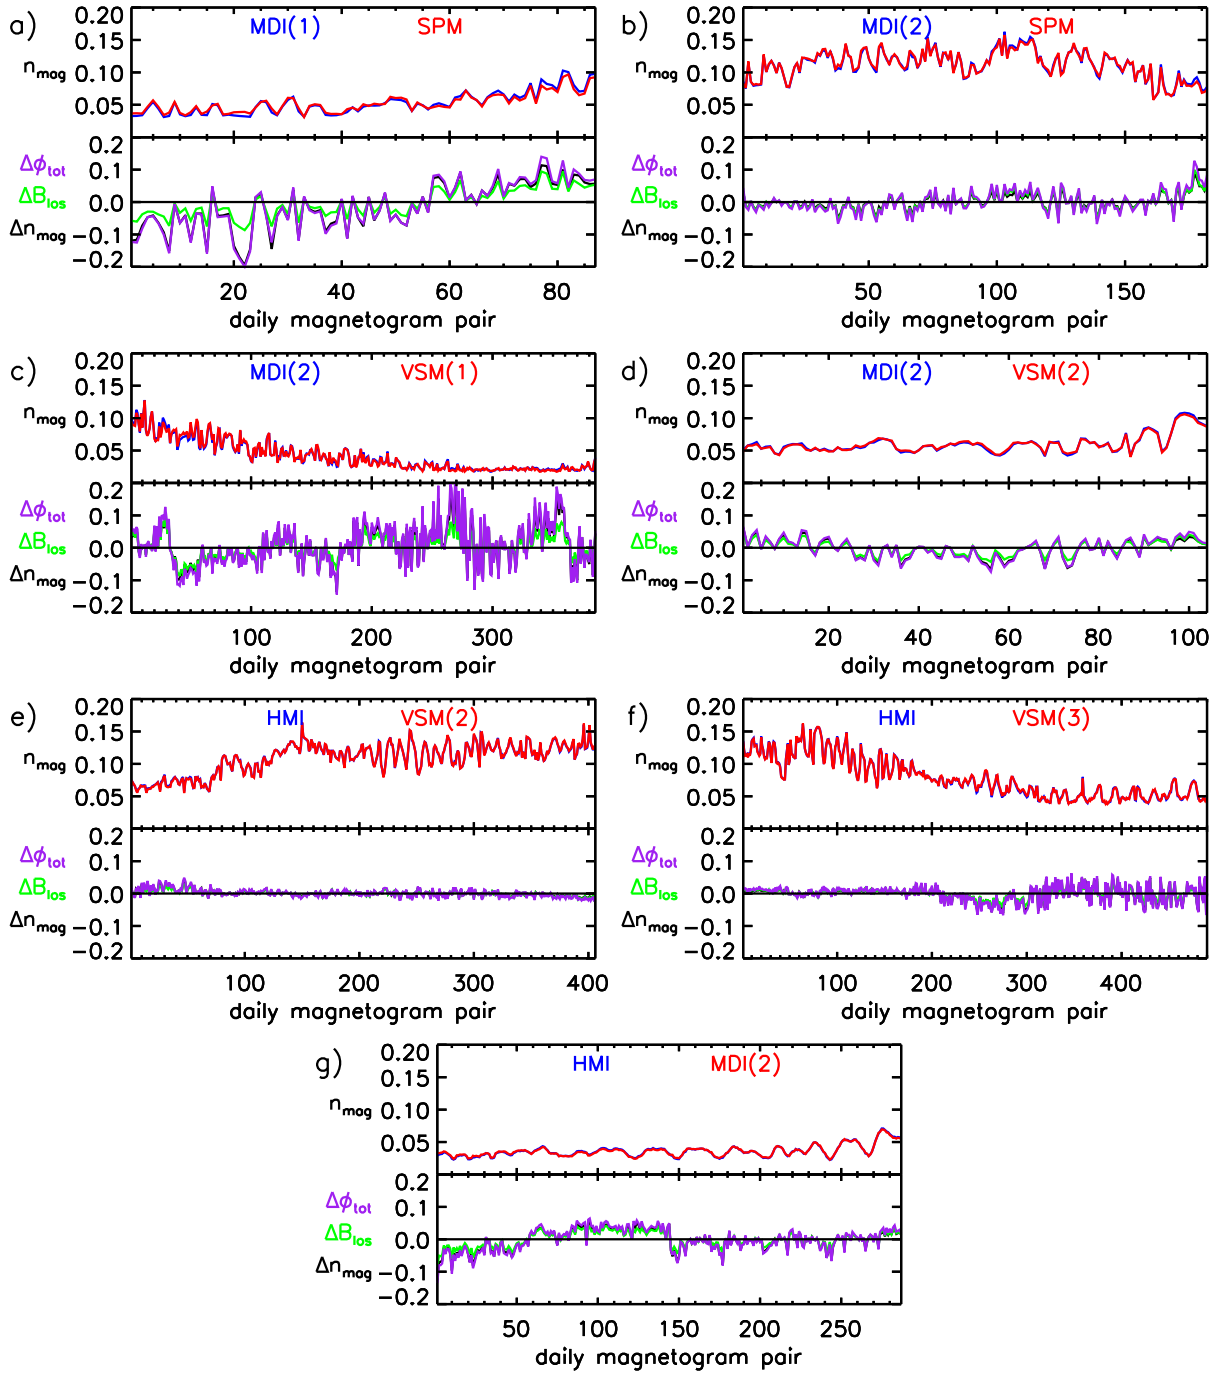 a) MDI(1) SPM
0.20
0.15
n_mag 0.10
0.05
0.2
Δϕ_tot 0.1
ΔB_los 0.0
Δn_mag −0.1
−0.2
20 40 60 80
daily magnetogram pair
b) MDI(2) SPM
0.20
0.15
n_mag 0.10
0.05
0.2
Δϕ_tot 0.1
ΔB_los 0.0
Δn_mag −0.1
−0.2
50 100 150
daily magnetogram pair
c) MDI(2) VSM(1)
0.20
0.15
n_mag 0.10
0.05
0.2
Δϕ_tot 0.1
ΔB_los 0.0
Δn_mag −0.1
−0.2
100 200 300
daily magnetogram pair
d) MDI(2) VSM(2)
0.20
0.15
n_mag 0.10
0.05
0.2
Δϕ_tot 0.1
ΔB_los 0.0
Δn_mag −0.1
−0.2
20 40 60 80 100
daily magnetogram pair
e) HMI VSM(2)
0.20
0.15
n_mag 0.10
0.05
0.2
Δϕ_tot 0.1
ΔB_los 0.0
Δn_mag −0.1
−0.2
100 200 300 400
daily magnetogram pair
f) HMI VSM(3)
0.20
0.15
n_mag 0.10
0.05
0.2
Δϕ_tot 0.1
ΔB_los 0.0
Δn_mag −0.1
−0.2
100 200 300 400
daily magnetogram pair
g) HMI MDI(2)
0.20
0.15
n_mag 0.10
0.05
0.2
Δϕ_tot 0.1
ΔB_los 0.0
Δn_mag −0.1
−0.2
50 100 150 200 250
daily magnetogram pair